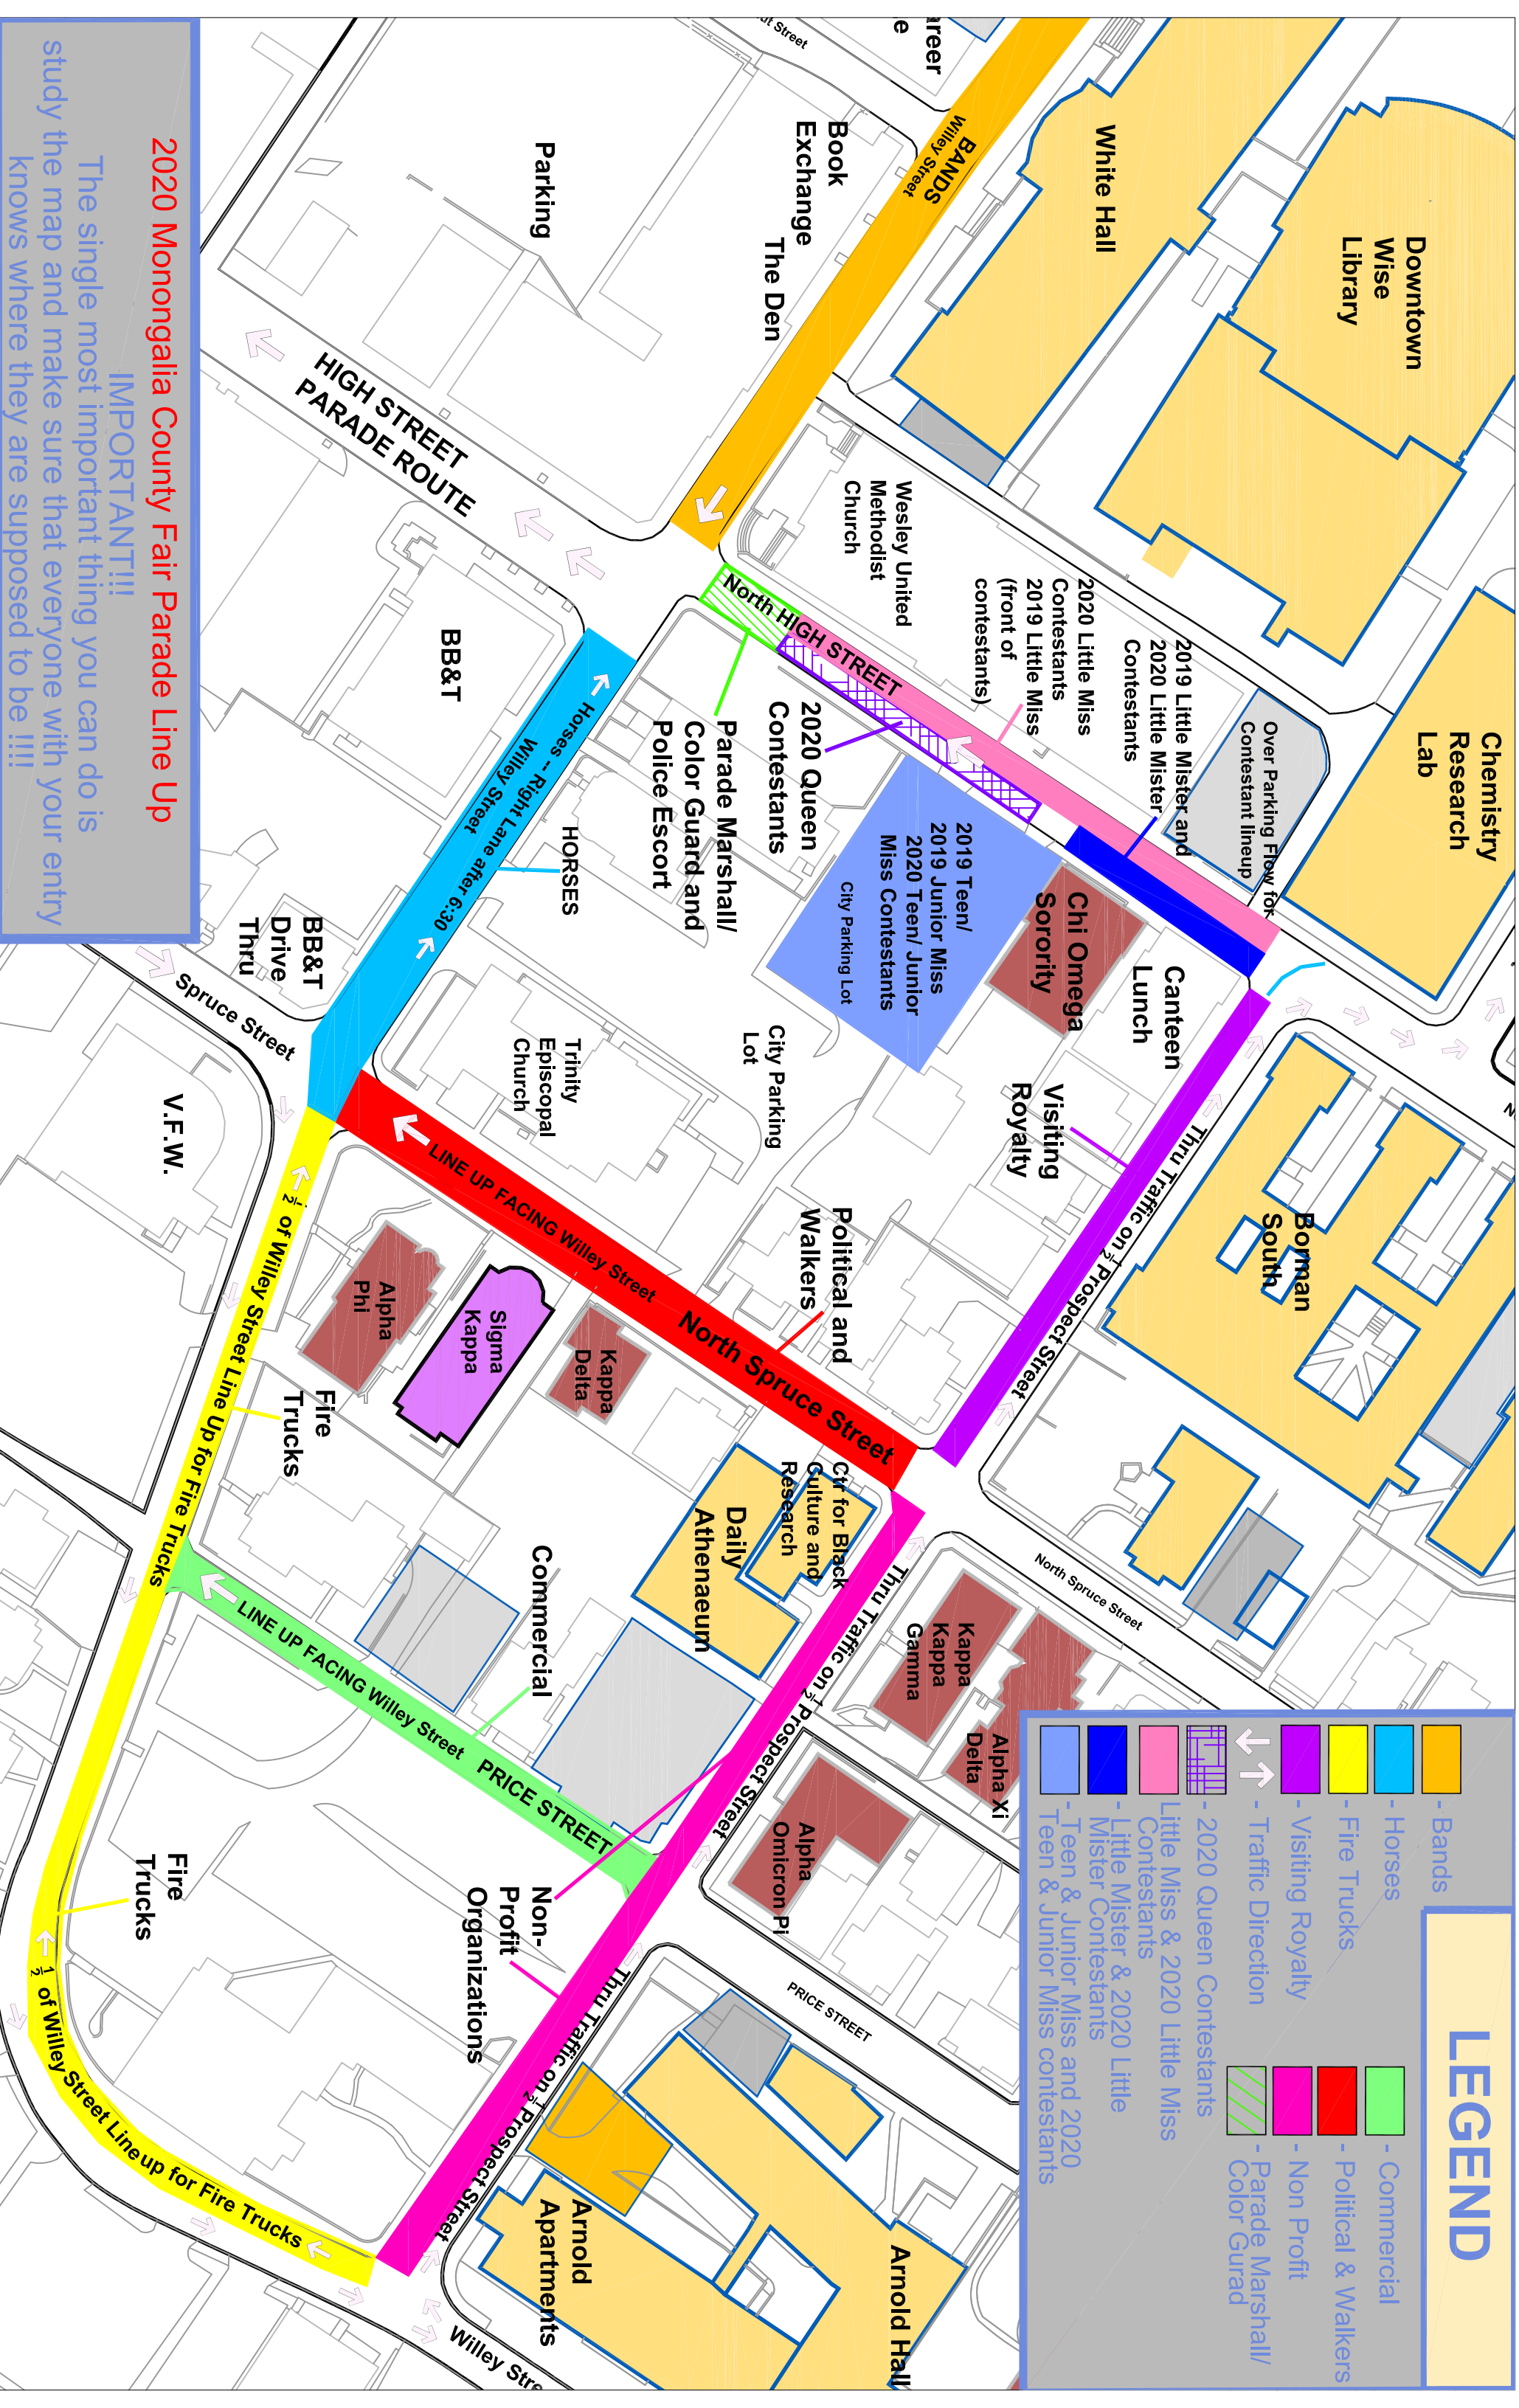 LEGEND
- Bands
- Horses
- Fire Trucks
- Visiting Royalty
- Traffic Direction
- 2020 Queen Contestants
Little Miss & 2020 Little Miss
Contestants
- Little Mister & 2020 Little
Mister Contestants
- Teen & Junior Miss and 2020
Teen & Junior Miss contestants
- Commercial
- Political & Walkers
- Non Profit
- Parade Marshall/
Color Gurad
Downtown
Wise
Library
White Hall
Chemistry
Research
Lab
BANDS
Willey Street
Book
Exchange
The Den
Parking
Wesley United
Methodist
Church
2019 Little Mister and
2020 Little Mister
Contestants
2020 Little Miss
Contestants
2019 Little Miss
(front of
contestants)
Over Parking Flow for
Contestant lineup
North HIGH STREET
HIGH STREET
PARADE ROUTE
2020 Queen
Contestants
Parade Marshall/
Color Guard and
Police Escort
BB&T
Horses – Right Lane after 6:30
Willey Street
HORSES
BB&T
Drive
Thru
Spruce Street
V.F.W.
2019 Teen/
2019 Junior Miss
2020 Teen/ Junior
Miss Contestants
City Parking Lot
Chi Omega
Sorority
Canteen
Lunch
Visiting
Royalty
City Parking
Lot
Trinity
Episcopal
Church
Thru Traffic on ½ Prospect Street
Borman
South
Political and
Walkers
LINE UP FACING Willey Street
North Spruce Street
Alpha
Phi
Sigma
Kappa
Kappa
Delta
Ctr for Black
Culture and
Research
Daily
Athenaeum
North Spruce Street
Kappa
Kappa
Gamma
Alpha Xi
Delta
Alpha
Omicron Pi
Thru Traffic on ½ Prospect Street
½ of Willey Street Line Up for Fire Trucks
Fire
Trucks
Commercial
LINE UP FACING Willey Street
PRICE STREET
Non-
Profit
Organizations
PRICE STREET
Thru Traffic on ½ Prospect Street
Fire
Trucks
½ of Willey Street Lineup for Fire Trucks
Arnold
Apartments
Arnold Hall
Willey Stre
2020 Monongalia County Fair Parade Line Up
IMPORTANT!!!
The single most important thing you can do is
study the map and make sure that everyone with your entry
knows where they are supposed to be !!!!